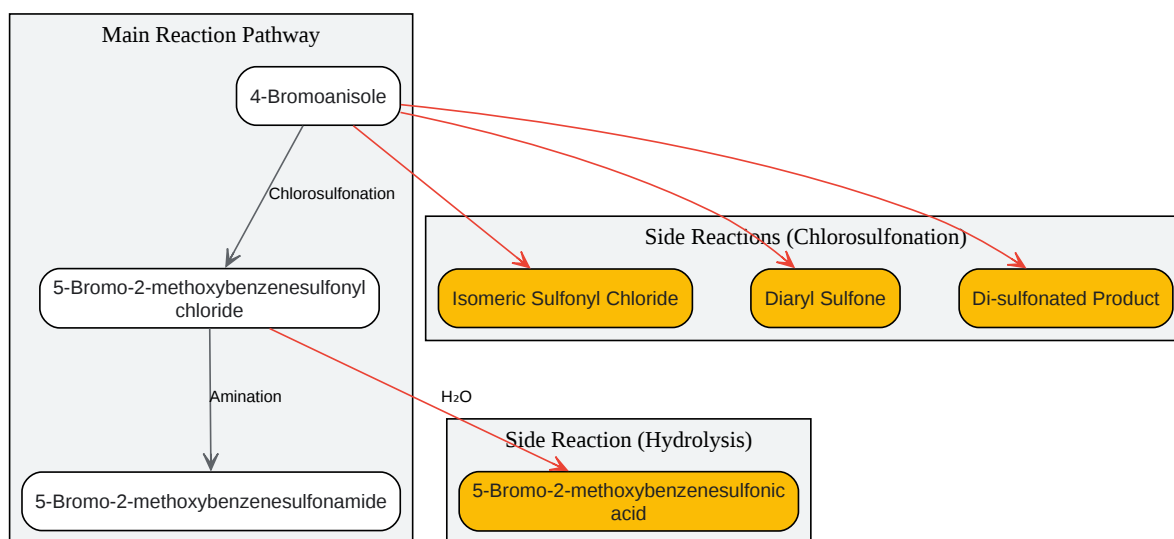 Main Reaction Pathway
4-Bromoanisole
Chlorosulfonation
Side Reactions (Chlorosulfonation)
5-Bromo-2-methoxybenzenesulfonyl
chloride
Isomeric Sulfonyl Chloride
Diaryl Sulfone
Di-sulfonated Product
Amination
H₂O
Side Reaction (Hydrolysis)
5-Bromo-2-methoxybenzenesulfonamide
5-Bromo-2-methoxybenzenesulfonic
acid